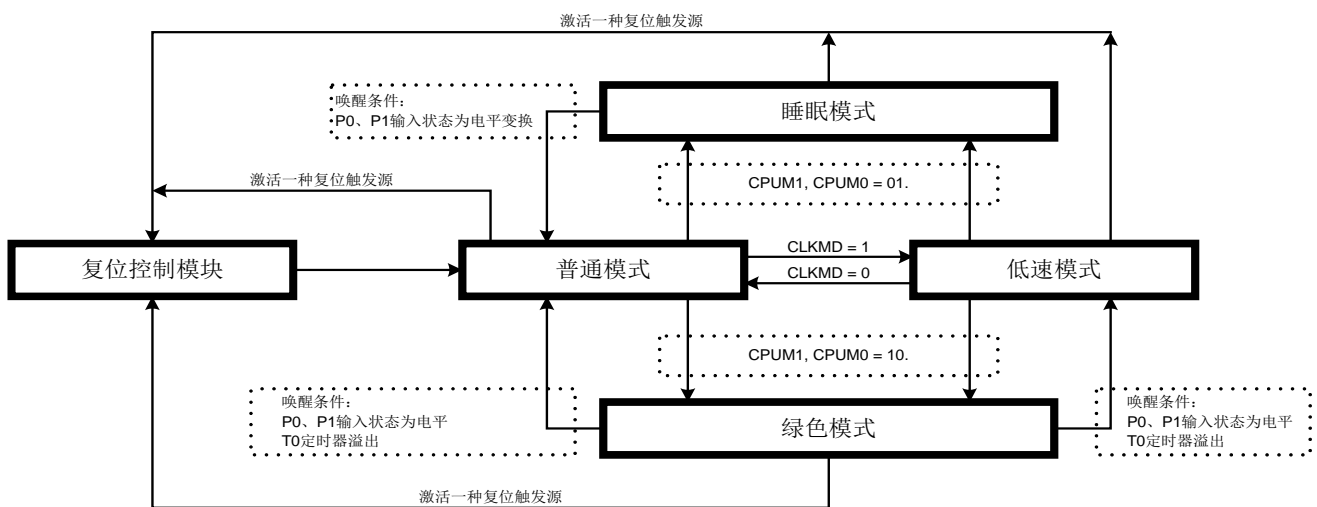 激活一种复位触发源
唤醒条件：
P0、P1输入状态为电平变换
睡眠模式
CPUM1, CPUM0 = 01.
激活一种复位触发源
复位控制模块
普通模式
CLKMD = 1
CLKMD = 0
低速模式
CPUM1, CPUM0 = 10.
唤醒条件：
P0、P1输入状态为电平
T0定时器溢出
绿色模式
唤醒条件：
P0、P1输入状态为电平
T0定时器溢出
激活一种复位触发源